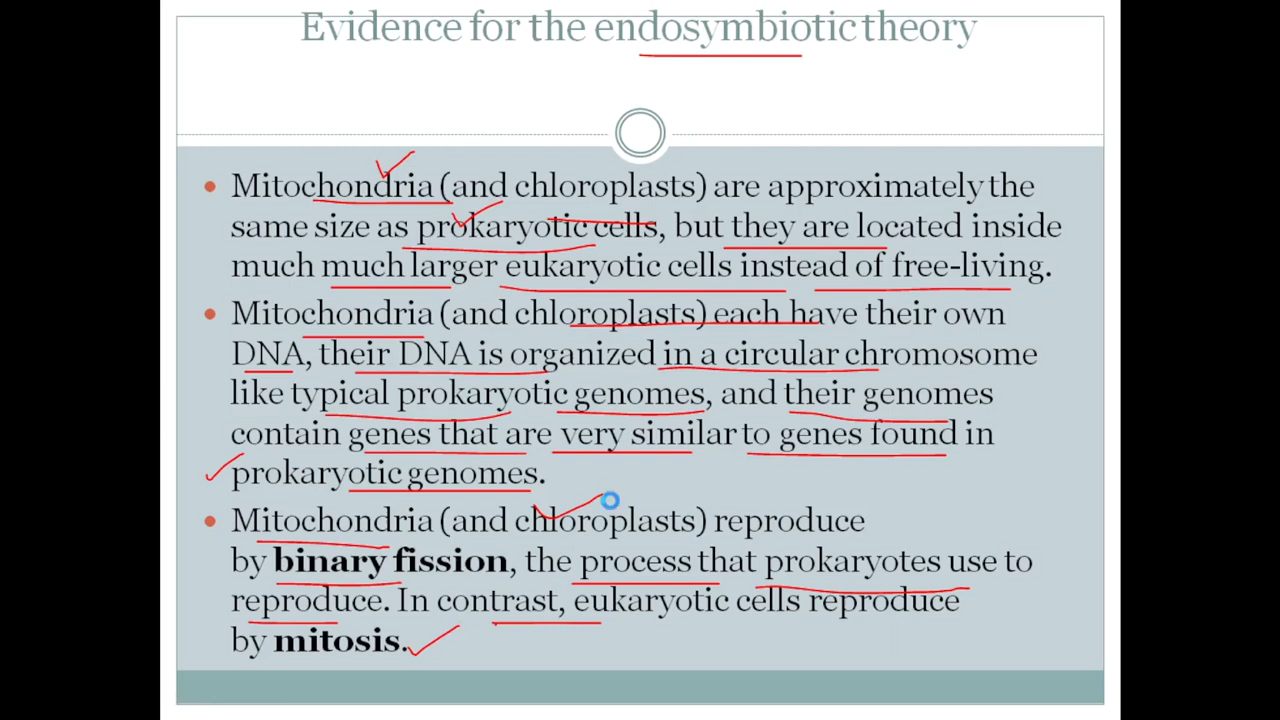 Evidence for the endosymbiotic theory
• Mitochondria (and chloroplasts) are approximately the
same size as prokaryotic cells, but they are located inside
much much larger eukaryotic cells instead of free-living.
• Mitochondria (and chloroplasts) each have their own
DNA, their DNA is organized in a circular chromosome
like typical prokaryotic genomes, and their genomes
contain genes that are very similar to genes found in
prokaryotic genomes.
• Mitochondria (and chloroplasts) reproduce
by binary fission, the process that prokaryotes use to
reproduce. In contrast, eukaryotic cells reproduce
by mitosis.